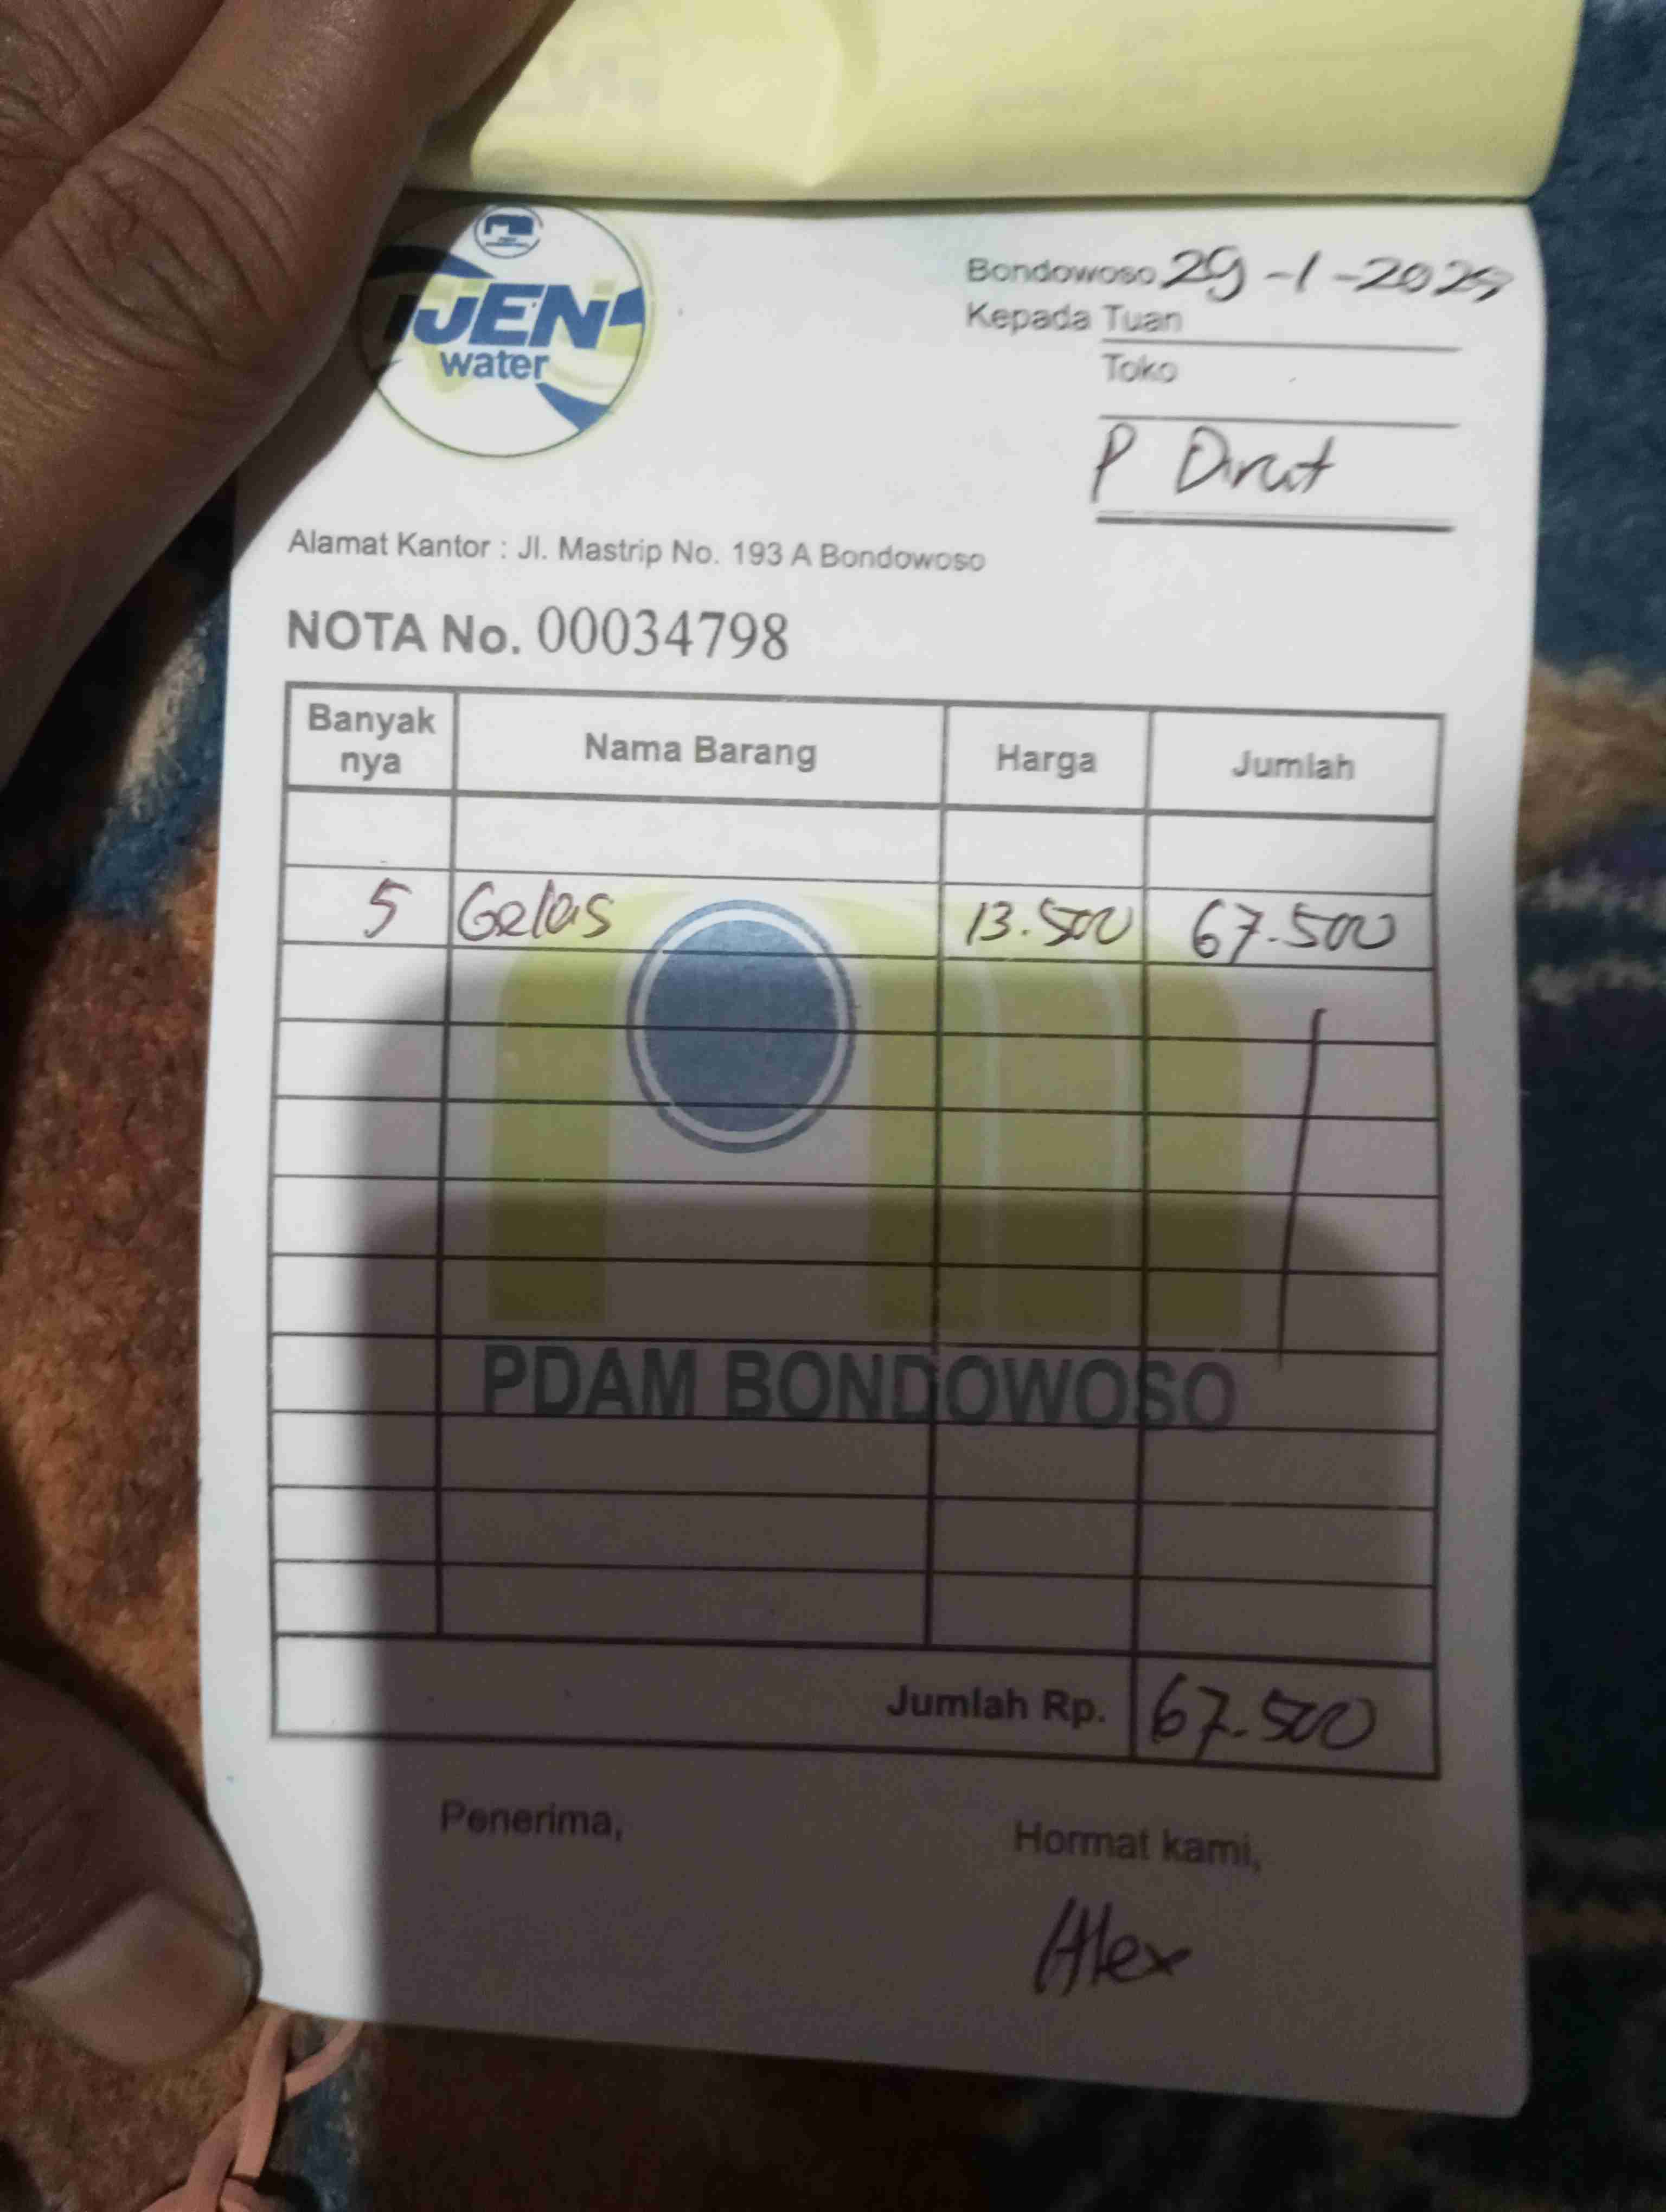 IJEN
water
Bondowoso 29-1-2025
Kepada Tuan
Toko
P Dirut
Alamat Kantor : Jl. Mastrip No. 193 A Bondowoso
NOTA No. 00034798
Banyak nya Nama Barang Harga Jumlah
5 Gelas 13.500 67.500
PDAM BONDOWOSO
Jumlah Rp. 67.500
Penerima, Hormat kami,
Alex